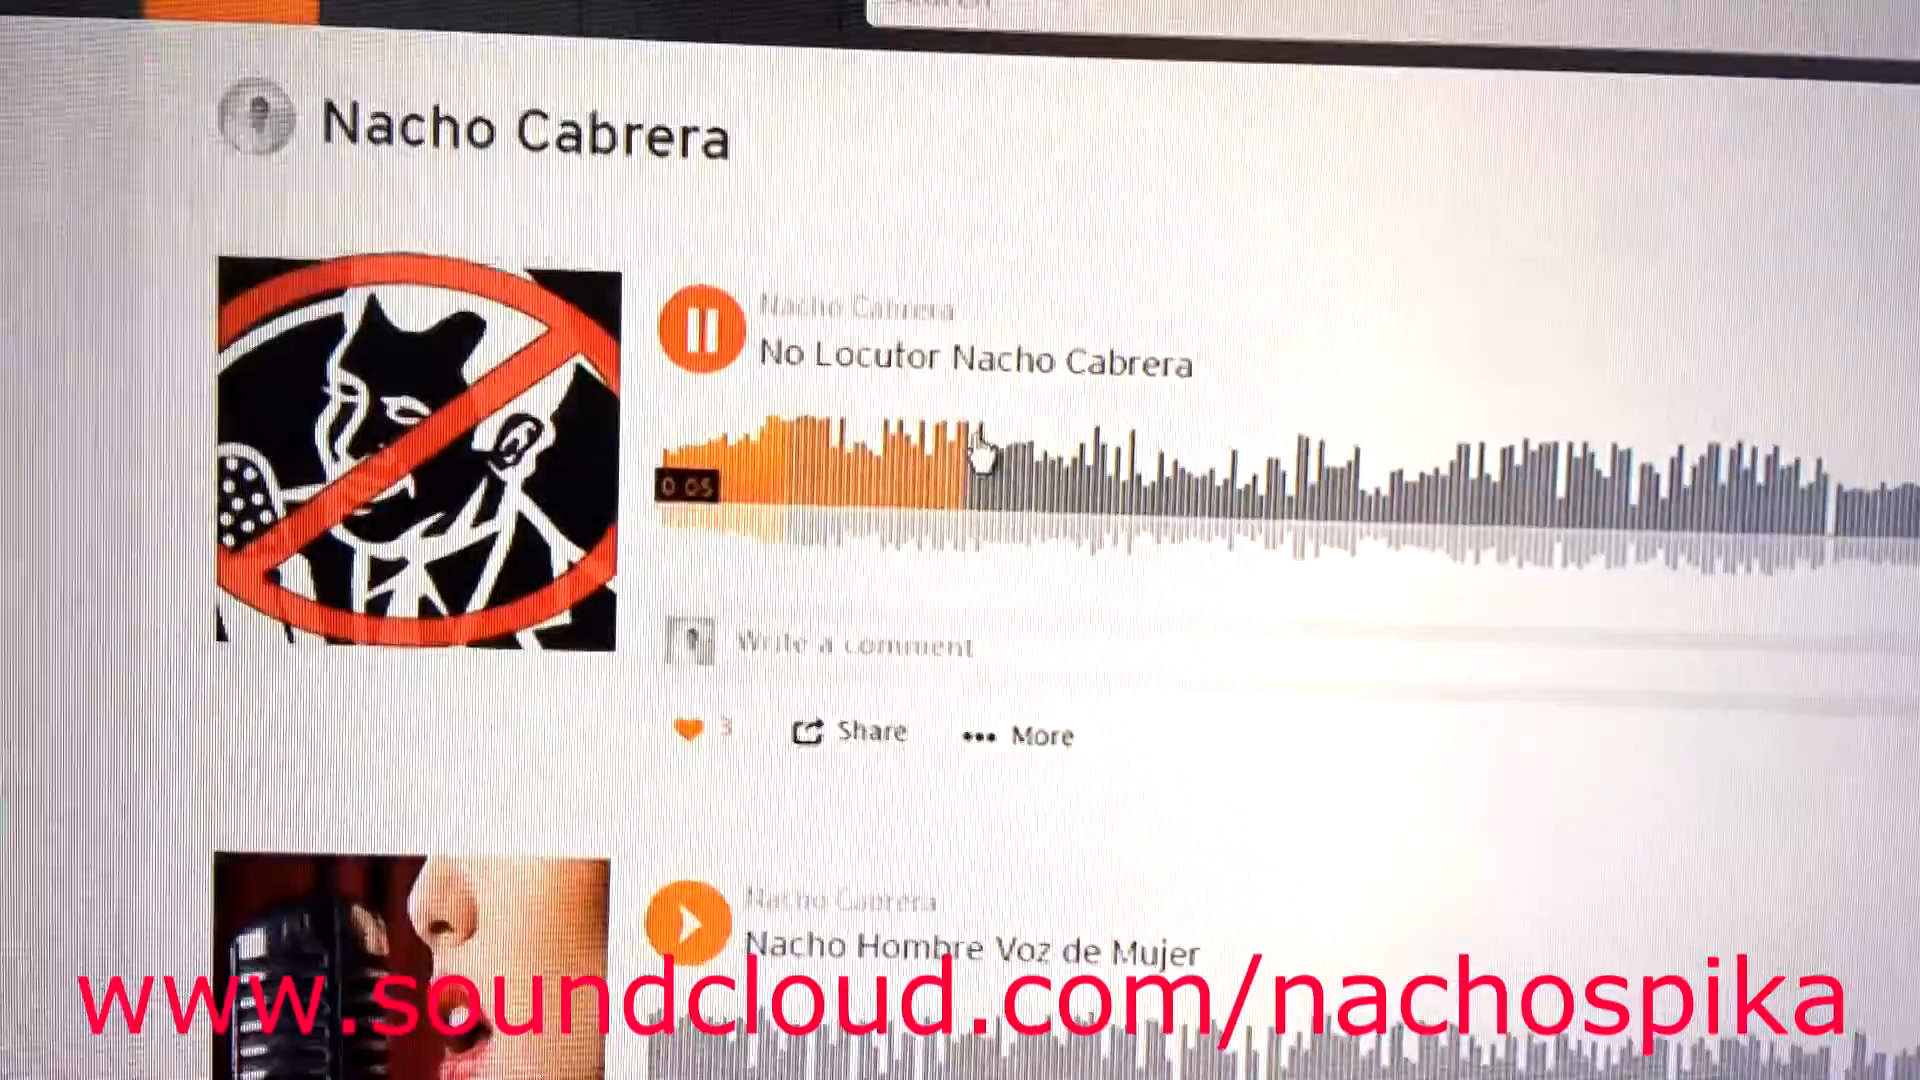 Search
Nacho Cabrera
Nacho Cabrera
No Locutor Nacho Cabrera
0:05
Write a comment
3
Share
More
Nacho Cabrera
Nacho Hombre Voz de Mujer
www.soundcloud.com/nachospika